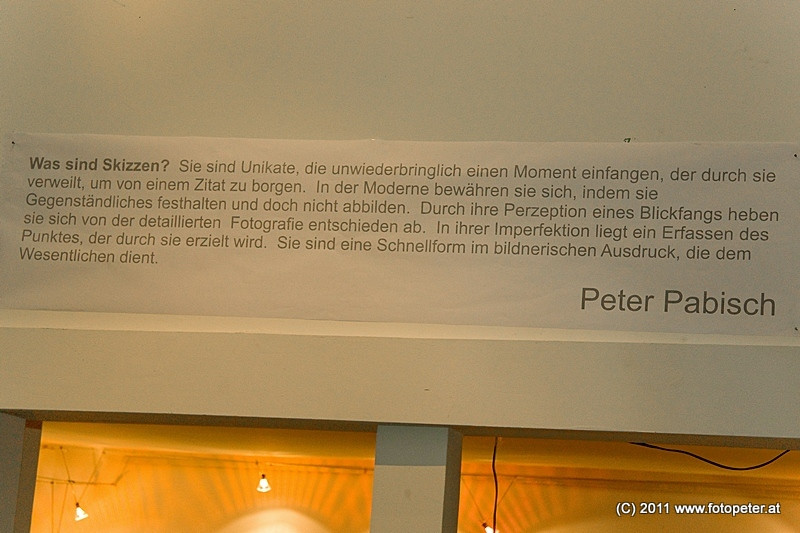 Was sind Skizzen? Sie sind Unikate, die unwiederbringlich einen Moment einfangen, der durch sie
verweilt, um von einem Zitat zu borgen. In der Moderne bewähren sie sich, indem sie
Gegenständliches festhalten und doch nicht abbilden. Durch ihre Perzeption eines Blickfangs heben
sie sich von der detaillierten Fotografie entschieden ab. In ihrer Imperfektion liegt ein Erfassen des
Punktes, der durch sie erzielt wird. Sie sind eine Schnellform im bildnerischen Ausdruck, die dem
Wesentlichen dient.
Peter Pabisch
(C) 2011 www.fotopeter.at